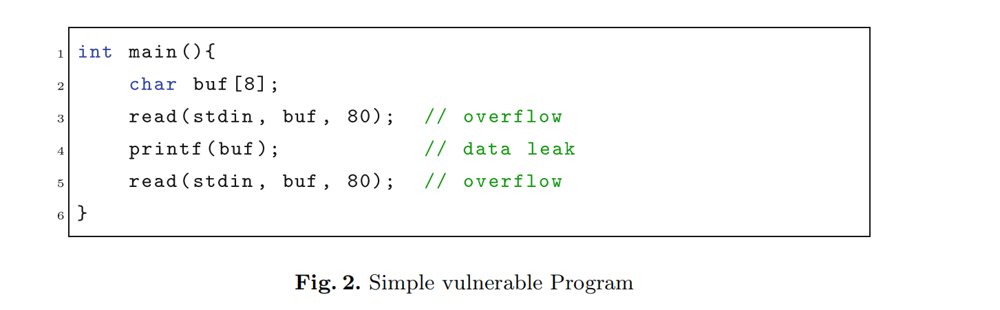 1 int main(){
2 char buf[8];
3 read(stdin, buf, 80); // overflow
4 printf(buf); // data leak
5 read(stdin, buf, 80); // overflow
6 }
Fig. 2. Simple vulnerable Program